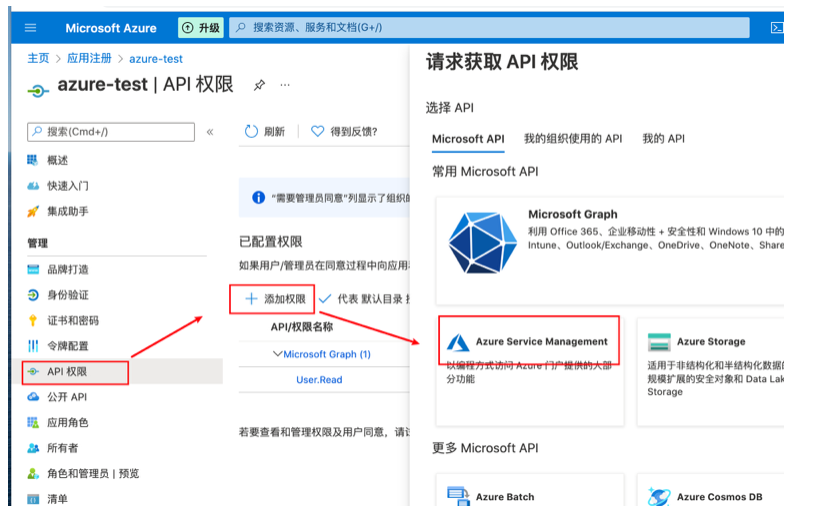 Microsoft Azure
升级
搜索资源、服务和文档(G+/)
主页 > 应用注册 > azure-test
azure-test | API 权限
搜索(Cmd+/)
概述
快速入门
集成助手
管理
品牌打造
身份验证
证书和密码
令牌配置
API 权限
公开 API
应用角色
所有者
角色和管理员 | 预览
清单
刷新
得到反馈?
“需要管理员同意”列显示了组织
已配置权限
如果用户/管理员在同意过程中向应用
添加权限
代表 默认目录
API/权限名称
Microsoft Graph (1)
User.Read
若要查看和管理权限及用户同意，请
请求获取 API 权限
选择 API
Microsoft API 我的组织使用的 API 我的 API
常用 Microsoft API
Microsoft Graph
利用 Office 365、企业移动性 + 安全性和 Windows 10 中的
Intune、Outlook/Exchange、OneDrive、OneNote、Share
Azure Service Management
以编程方式访问 Azure 门户提供的大部
分功能
Azure Storage
适用于非结构化和半结构化数据
规模扩展的安全对象和 Data Lak
Storage
更多 Microsoft API
Azure Batch
Azure Cosmos DB